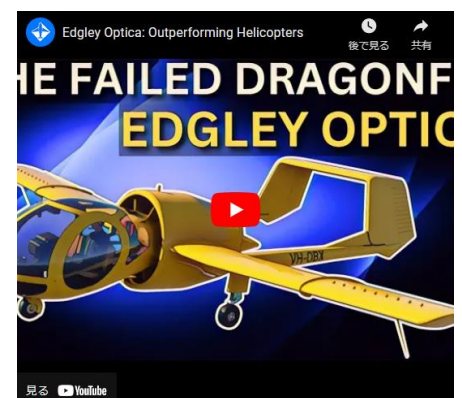 Edgley Optica: Outperforming Helicopters
後で見る
共有
HE FAILED DRAGONF
EDGLEY OPTIC
VH-DBX
見る YouTube